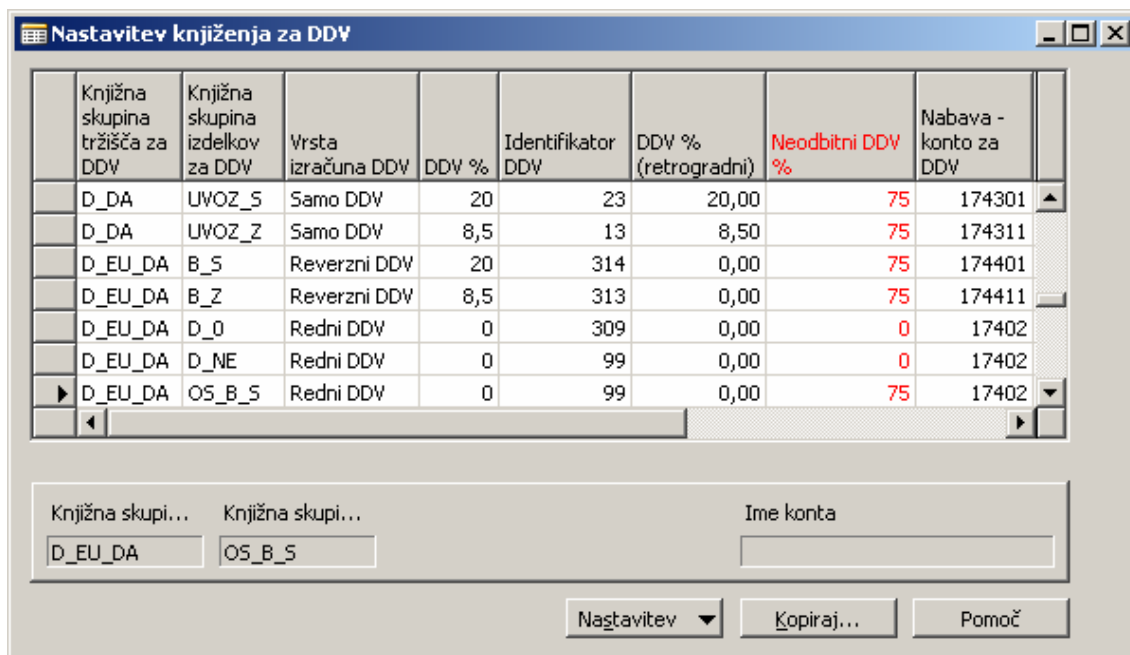 Nastavitev knjiženja za DDV
Knjižna skupina tržišča za DDV | Knjižna skupina izdelkov za DDV | Vrsta izračuna DDV | DDV % | Identifikator DDV | DDV % (retrogradni) | Neodbitni DDV % | Nabava - konto za DDV
D_DA | UVOZ_S | Samo DDV | 20 | 23 | 20,00 | 75 | 174301
D_DA | UVOZ_Z | Samo DDV | 8,5 | 13 | 8,50 | 75 | 174311
D_EU_DA | B_S | Reverzni DDV | 20 | 314 | 0,00 | 75 | 174401
D_EU_DA | B_Z | Reverzni DDV | 8,5 | 313 | 0,00 | 75 | 174411
D_EU_DA | D_0 | Redni DDV | 0 | 309 | 0,00 | 0 | 17402
D_EU_DA | D_NE | Redni DDV | 0 | 99 | 0,00 | 0 | 17402
D_EU_DA | OS_B_S | Redni DDV | 0 | 99 | 0,00 | 75 | 17402
Knjižna skupi... Knjižna skupi... Ime konta
D_EU_DA OS_B_S
Nastavitev Kopiraj... Pomoč